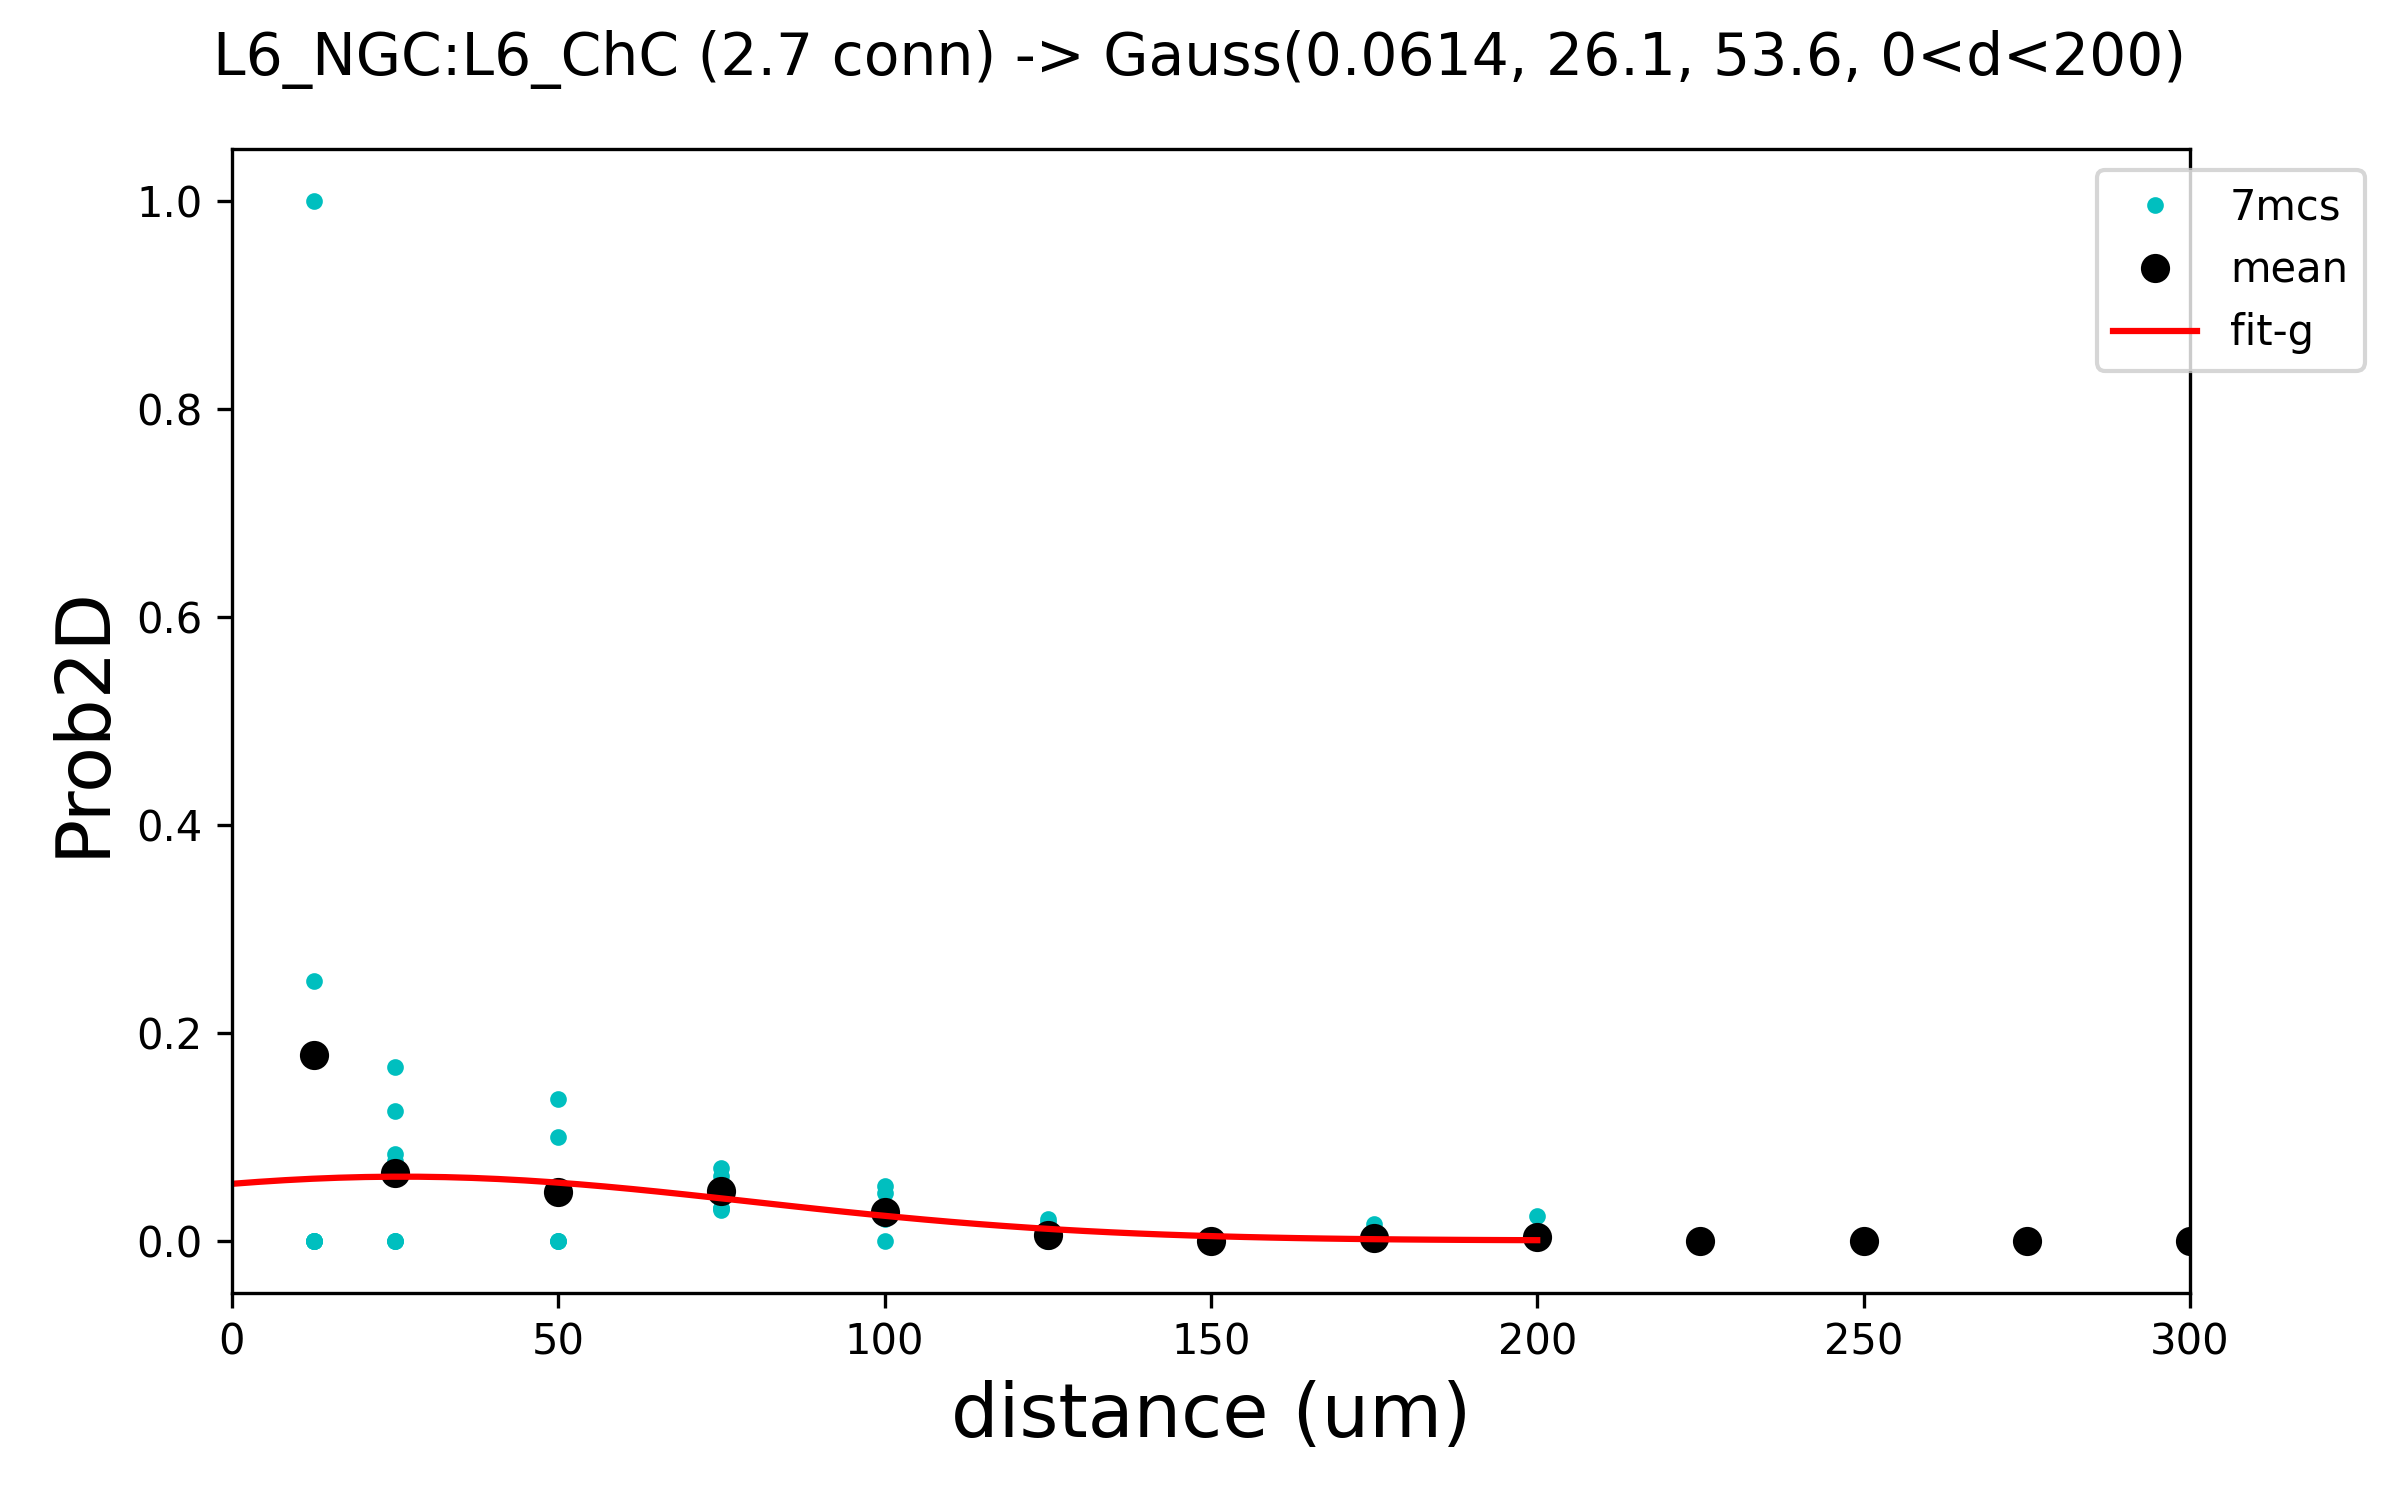 L6_NGC:L6_ChC (2.7 conn) -> Gauss(0.0614, 26.1, 53.6, 0<d<200)
7mcs
mean
fit-g
Prob2D
1.0
0.8
0.6
0.4
0.2
0.0
0 50 100 150 200 250 300
distance (um)